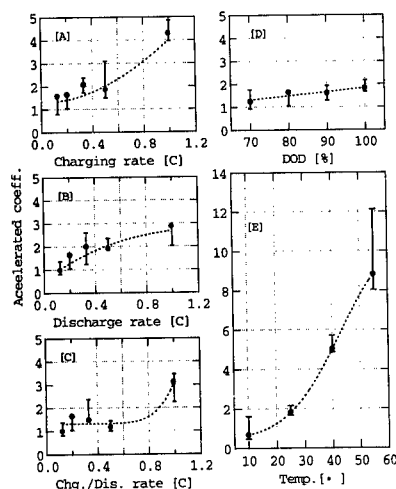 [A]
5
4
3
2
1
0
0.0 0.4 0.8 1.2
Charging rate [C]
[B]
4
3
2
1
0
0.0 0.4 0.8 1.2
Discharge rate [C]
[C]
5
4
3
2
1
0
0.0 0.4 0.8 1.2
Chg./Dis. rate [C]
Accelerated coeff.
[D]
5
4
3
2
1
0
70 80 90 100
DOD [%]
[E]
14
12
10
8
6
4
2
0
10 20 30 40 50 60
Temp.[• ]